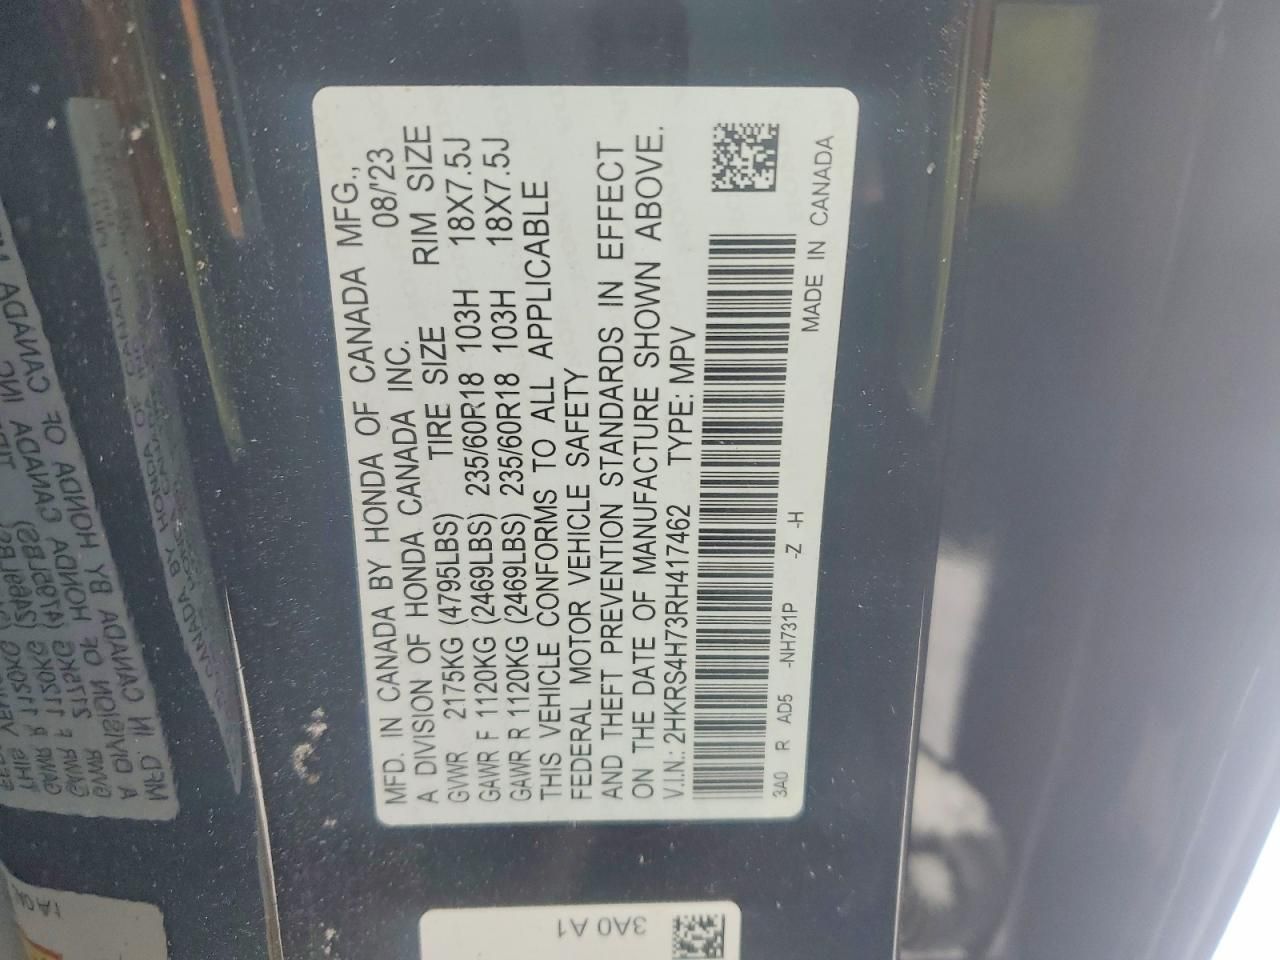 MFD. IN CANADA BY HONDA OF CANADA MFG.,
A DIVISION OF HONDA CANADA INC. 08/'23
GVWR 2175KG (4795LBS) TIRE SIZE RIM SIZE
GAWR F 1120KG (2469LBS) 235/60R18 103H 18X7.5J
GAWR R 1120KG (2469LBS) 235/60R18 103H 18X7.5J
THIS VEHICLE CONFORMS TO ALL APPLICABLE
FEDERAL MOTOR VEHICLE SAFETY
AND THEFT PREVENTION STANDARDS IN EFFECT
ON THE DATE OF MANUFACTURE SHOWN ABOVE.
V.I.N.: 2HKRS4H73RH417462 TYPE: MPV
3A0 R AD5 -NH731P -Z -H
MADE IN CANADA
3A0 A1